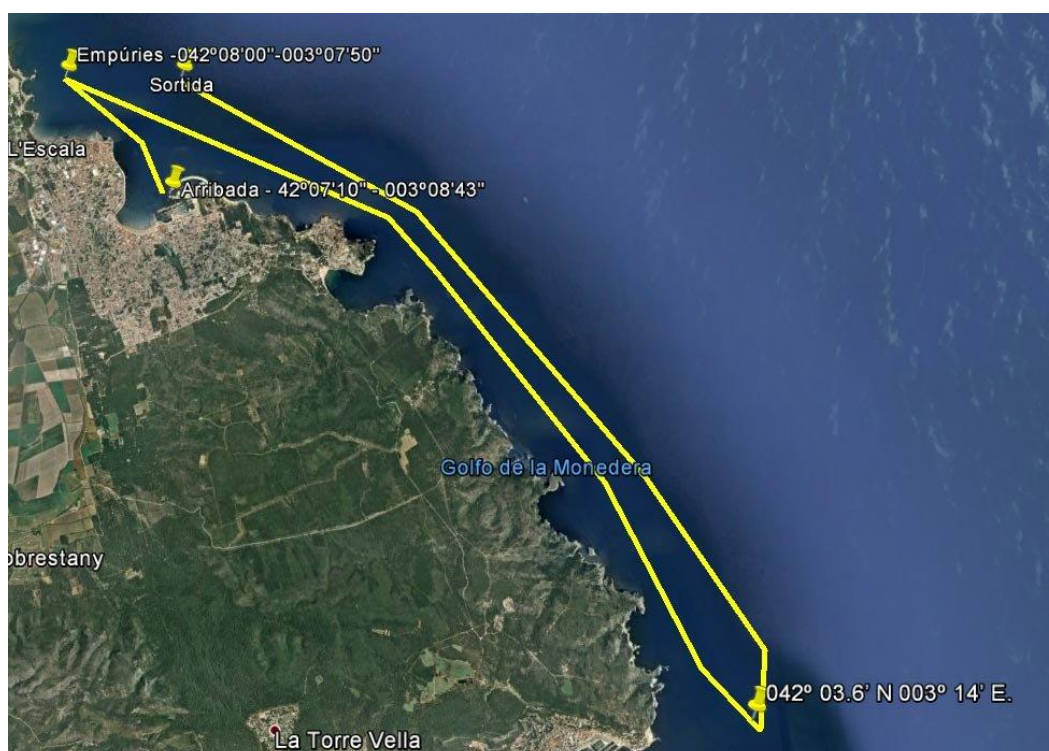 Empúries -042º08'00"-003º07'50"
Sortida
L'Escala
Arribada - 42º07'10" - 003º08'43"
Golfo de la Monedera
obrestany
042º 03.6' N 003º 14' E.
La Torre Vella